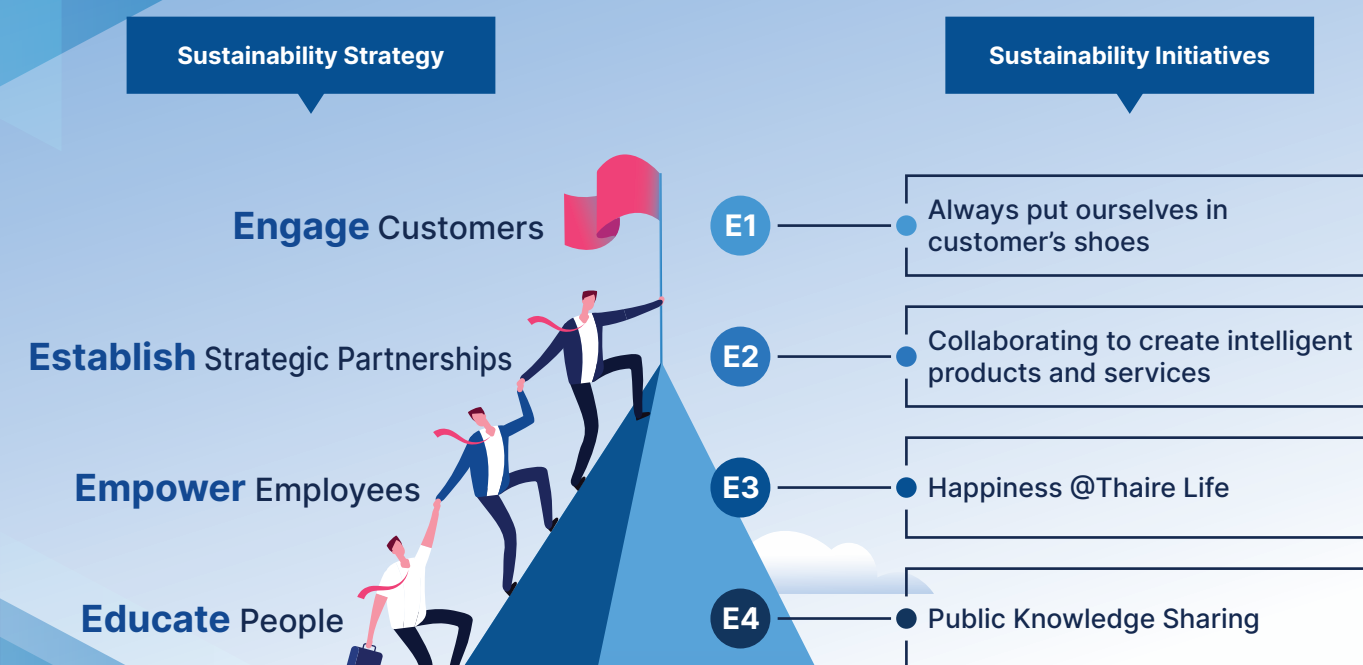 Sustainability Strategy
Sustainability Initiatives
Engage Customers
E1
Always put ourselves in
customer’s shoes
Establish Strategic Partnerships
E2
Collaborating to create intelligent
products and services
Empower Employees
E3
Happiness @Thaire Life
Educate People
E4
Public Knowledge Sharing